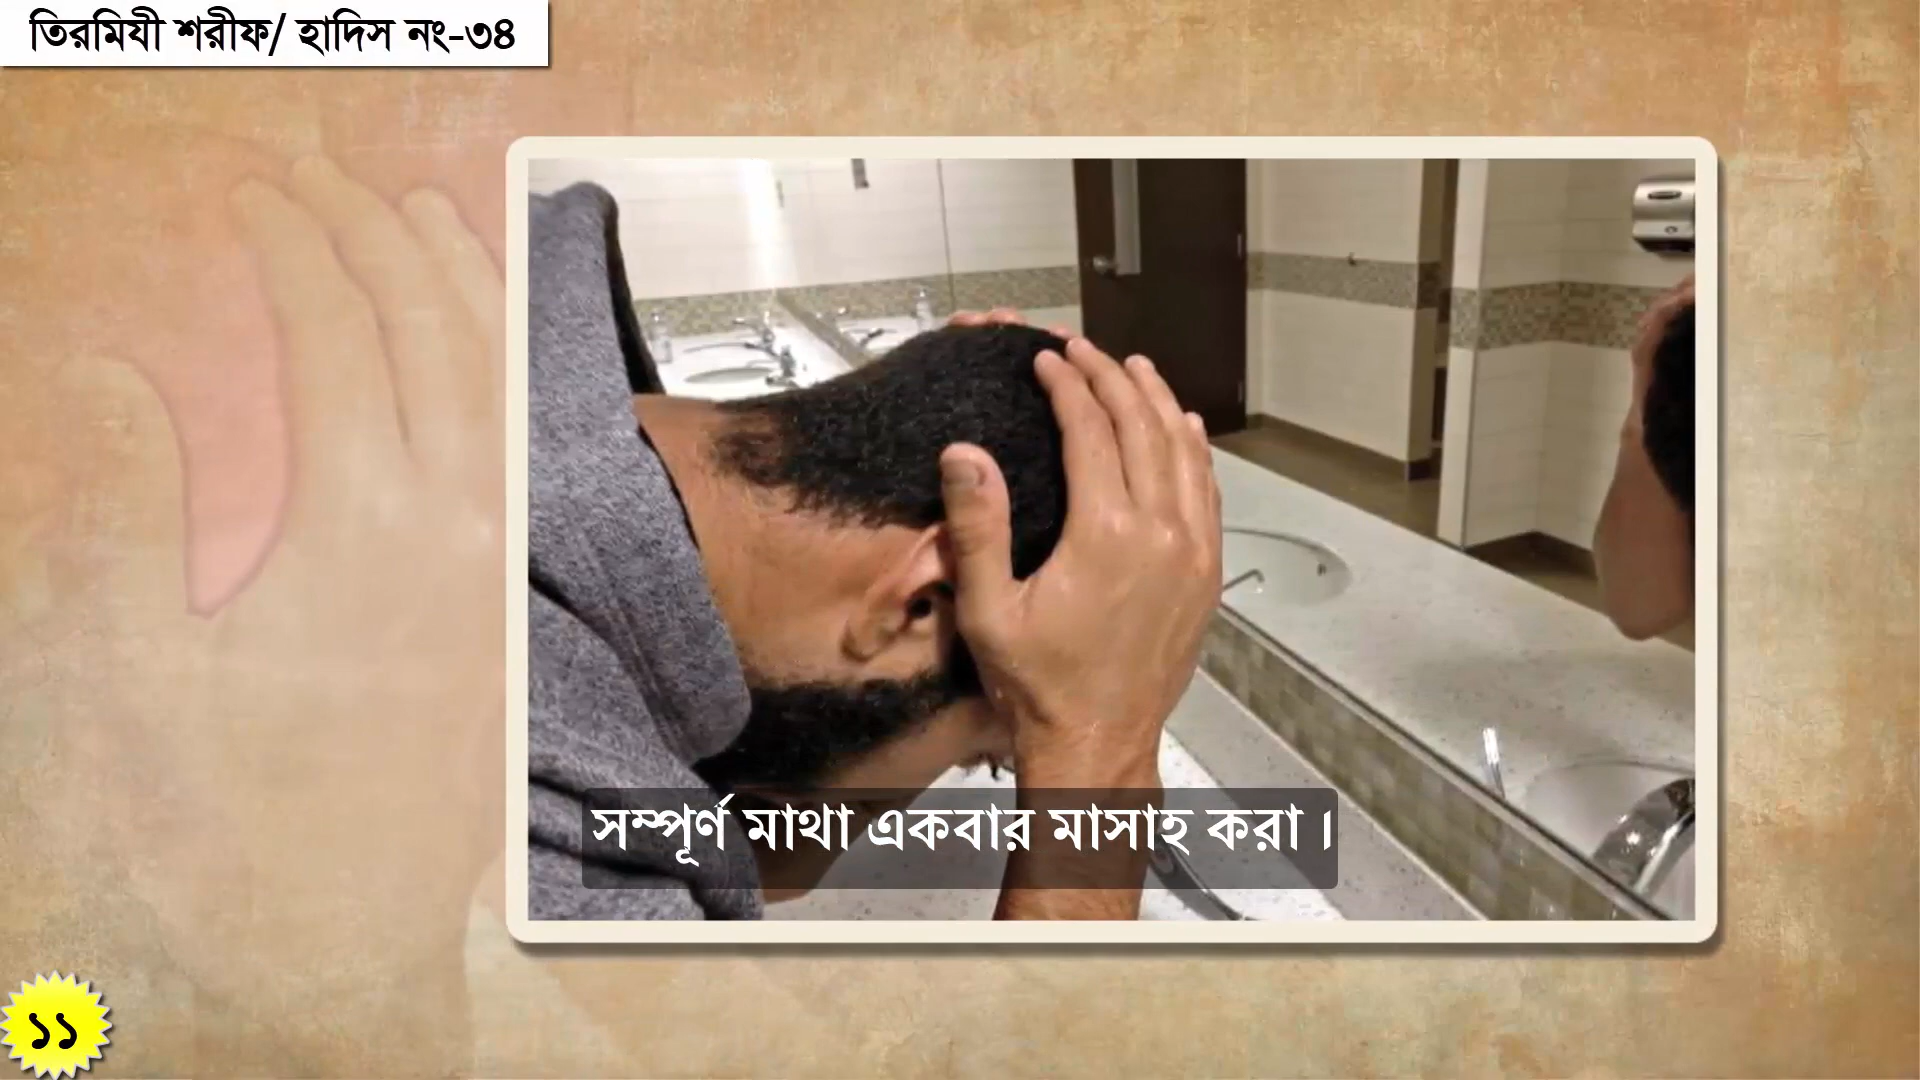 তিরমিযী শরীফ/ হাদিস নং-৩৪
সম্পূর্ণ মাথা একবার মাসাহ করা।
১১